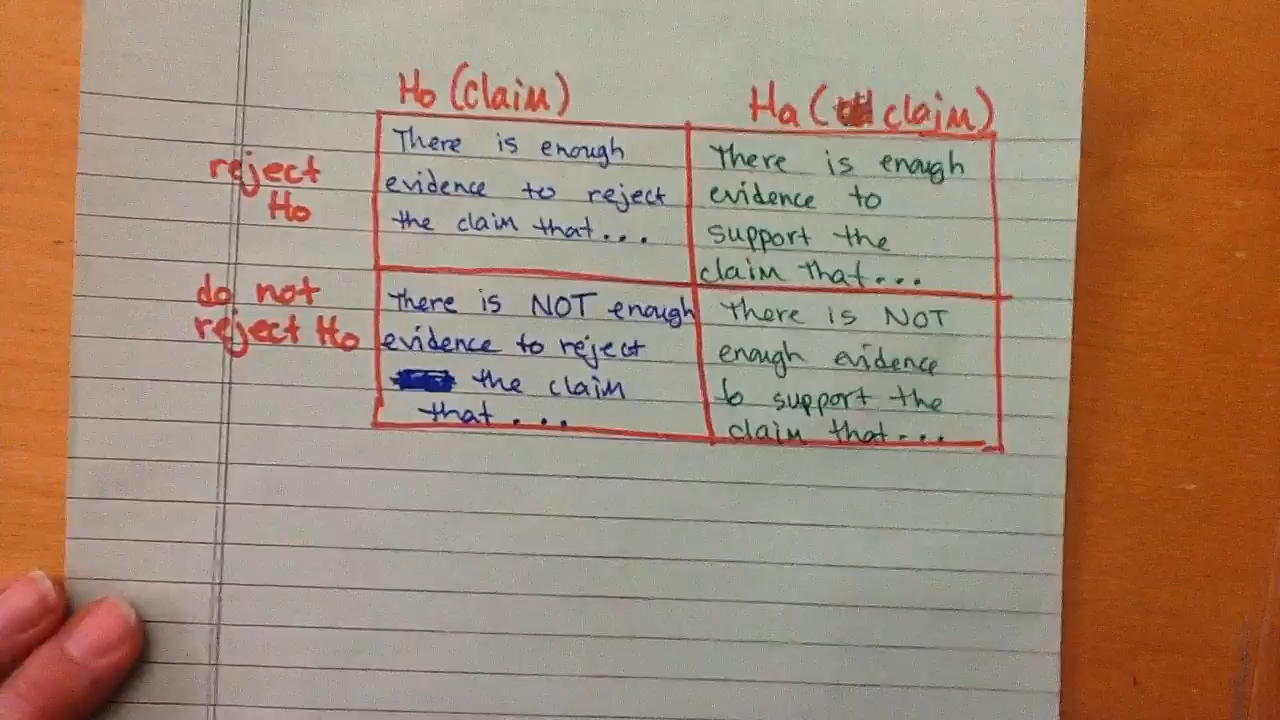 Ho (claim)
Ha ( claim)
reject
Ho
There is enough
evidence to reject
the claim that...
There is enough
evidence to
support the
claim that...
do not
reject Ho
There is NOT enough
evidence to reject
the claim
that...
There is NOT
enough evidence
to support the
claim that...